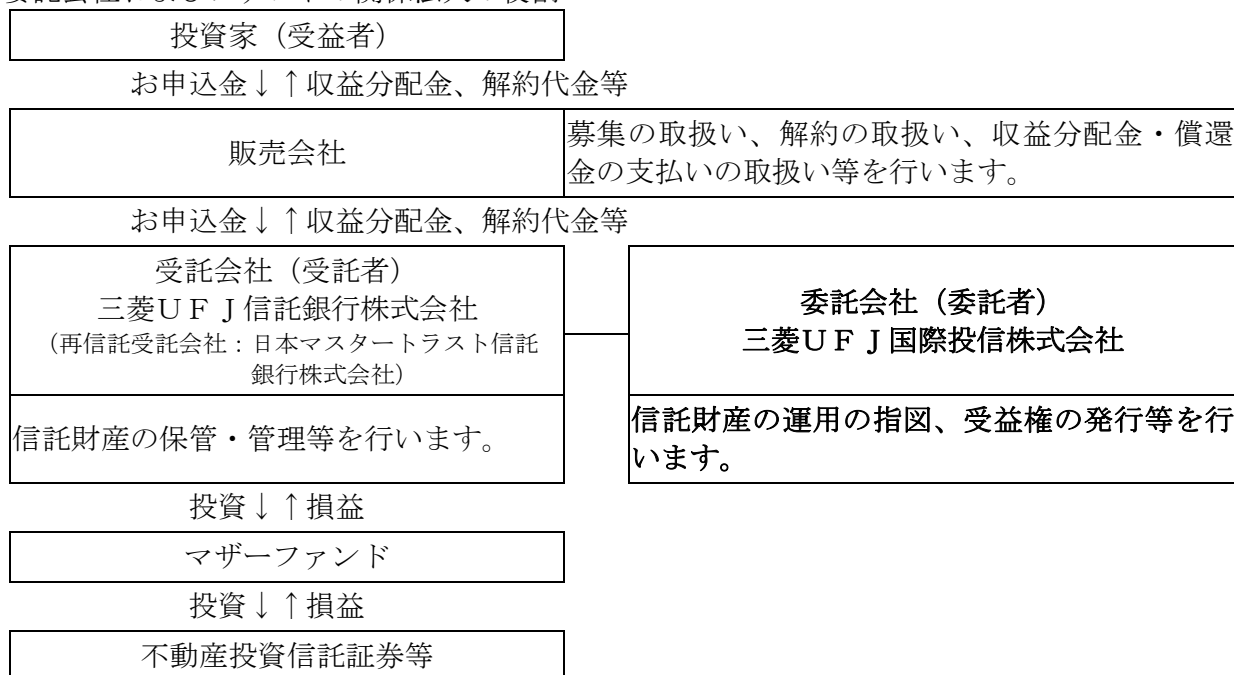 投資家（受益者）
お申込金↓↑収益分配金、解約代金等
販売会社
募集の取扱い、解約の取扱い、収益分配金・償還
金の支払いの取扱い等を行います。
お申込金↓↑収益分配金、解約代金等
受託会社（受託者）
三菱ＵＦＪ信託銀行株式会社
（再信託受託会社：日本マスタートラスト信託
銀行株式会社）
信託財産の保管・管理等を行います。
委託会社（委託者）
三菱ＵＦＪ国際投信株式会社
信託財産の運用の指図、受益権の発行等を行
います。
投資↓↑損益
マザーファンド
投資↓↑損益
不動産投資信託証券等